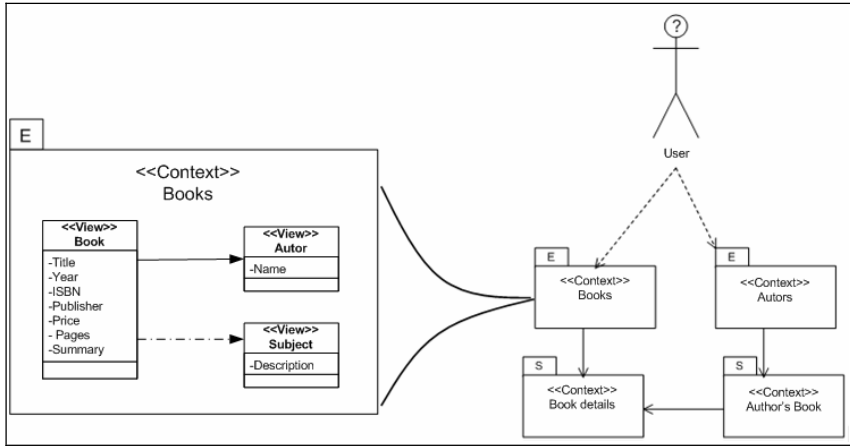 E
<<Context>>
Books
<<View>>
Book
-Title
-Year
-ISBN
-Publisher
-Price
- Pages
-Summary
<<View>>
Autor
-Name
<<View>>
Subject
-Description
?
User
E
<<Context>>
Books
E
<<Context>>
Autors
S
<<Context>>
Book details
S
<<Context>>
Author's Book